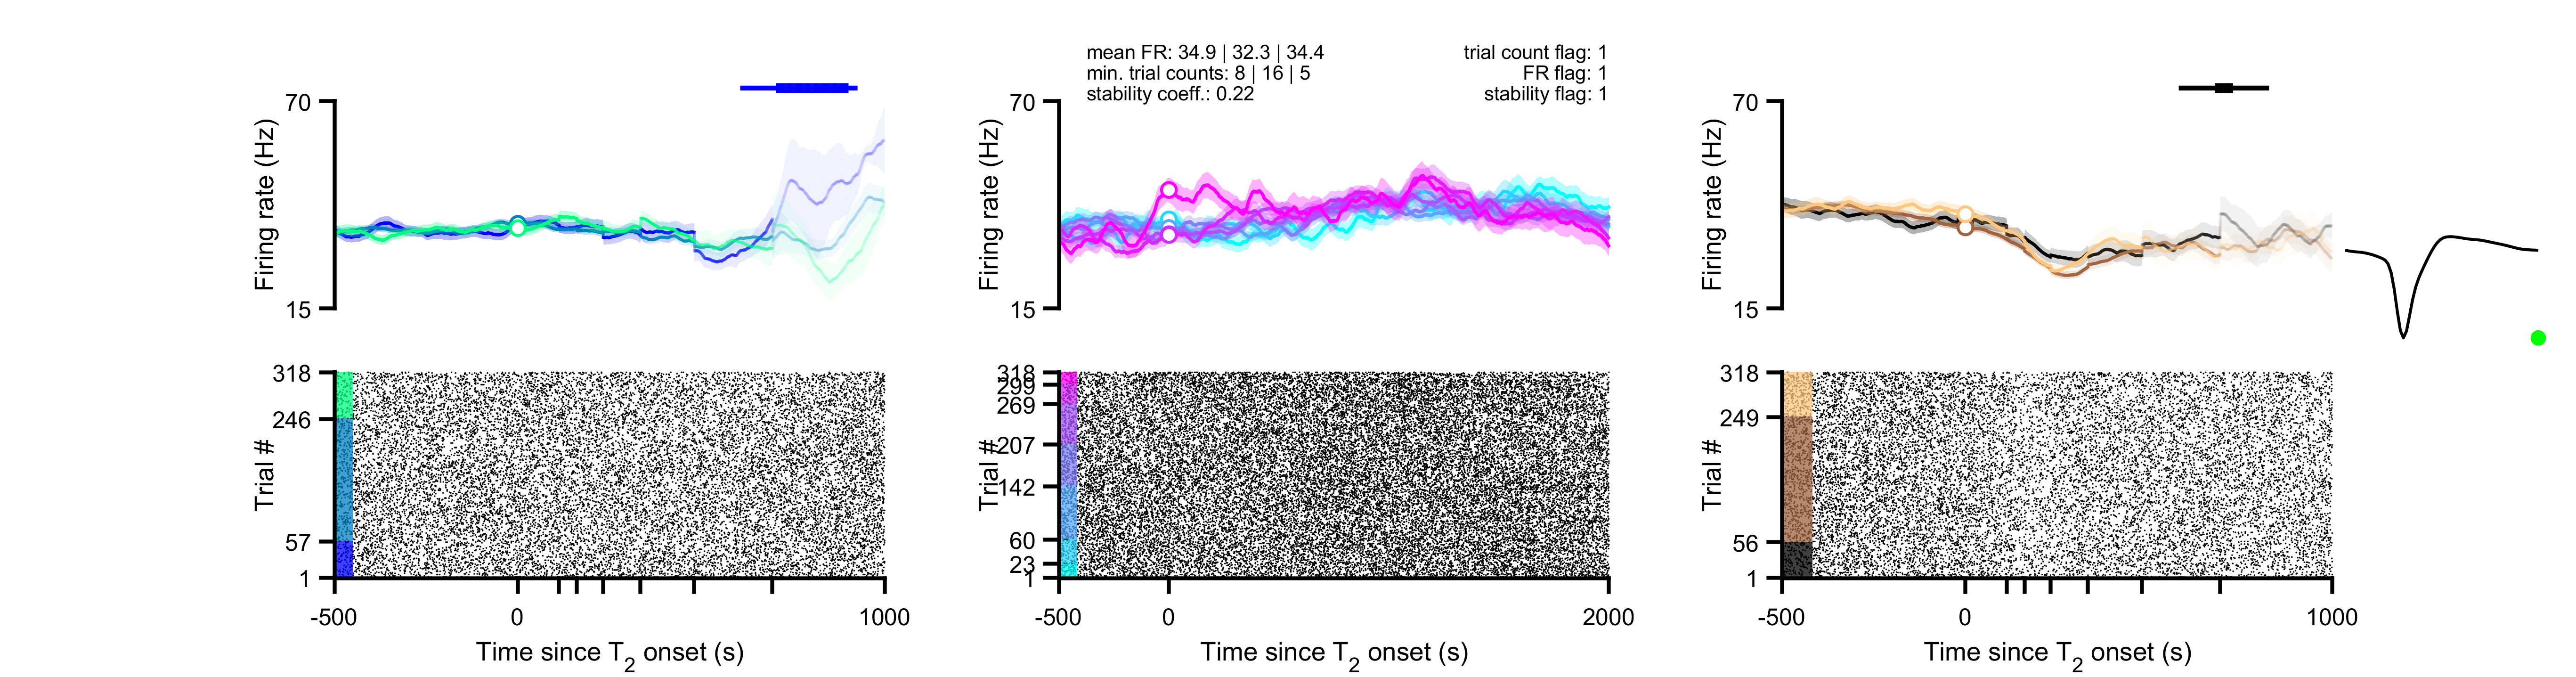 mean FR: 34.9 | 32.3 | 34.4
min. trial counts: 8 | 16 | 5
stability coeff.: 0.22
trial count flag: 1
FR flag: 1
stability flag: 1
70
Firing rate (Hz)
15
70
Firing rate (Hz)
15
70
Firing rate (Hz)
15
318
246
Trial #
57
1
-500
0
1000
Time since T2 onset (s)
318
299
269
207
Trial #
142
60
23
1
-500
0
2000
Time since T2 onset (s)
318
249
Trial #
56
1
-500
0
1000
Time since T2 onset (s)